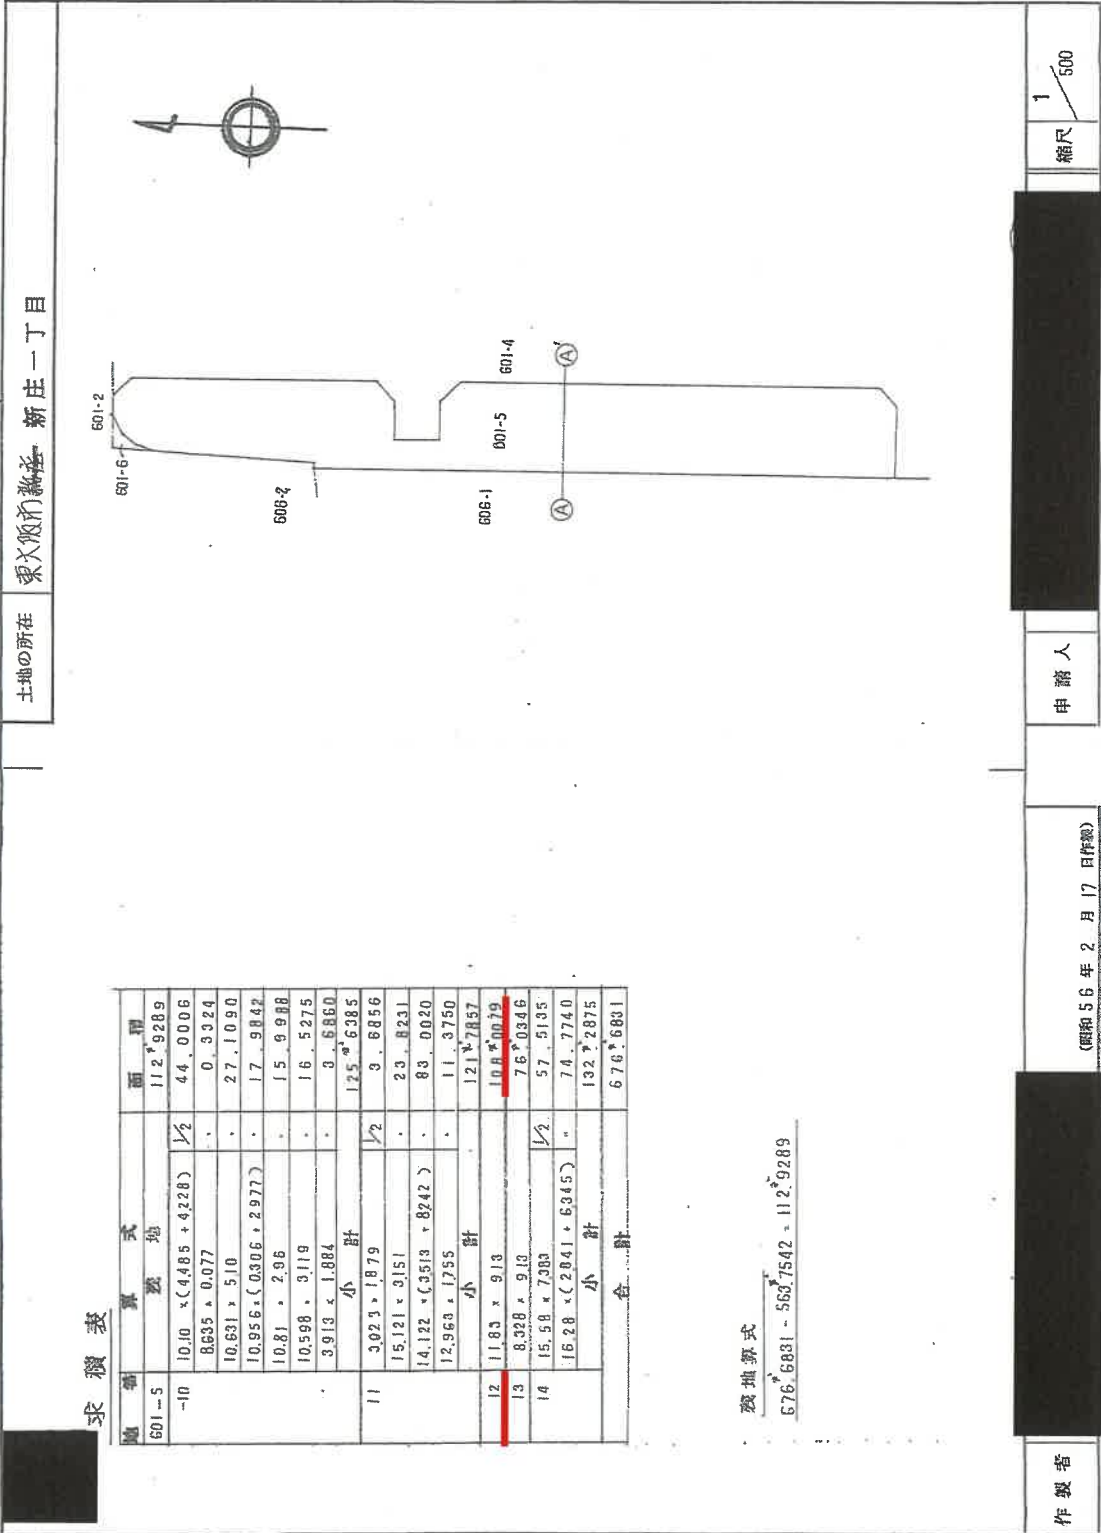 土地の所在 東大阪市 新庄一丁目
求積表
地番 算式 面積
601-5 残地 112.9289
-10 10.10 ×(4.485 + 4.228) 1/2 44.0006
8.635 × 0.077 〃 0.3324
10.631 × 5.10 〃 27.1090
10.956 ×(0.306 + 2.977) 〃 17.9842
10.81 × 2.96 〃 15.9988
10.598 × 3.119 〃 16.5275
3.913 × 1.884 〃 3.6860
小計 125.6385
11 3.923 × 1.879 1/2 3.6856
15.121 × 3.151 〃 23.8231
14.122 ×(3.513 + 8.242) 〃 83.0020
12.963 × 1.755 〃 11.3750
小計 121.7857
12 11.83 × 9.13 108.0079
13 8.328 × 9.13 76.0346
14 15.58 × 7.383 1/2 57.5135
16.28 ×(2.841 + 6.345) 〃 74.7740
小計 132.2875
合計 676.6831
残地算式
676.6831 - 563.7542 = 112.9289
601-2
601-6
606-2
606-1
601-5
601-4
A
A'
作製者
(昭和56年2月17日作製)
申請人
縮尺 1/500